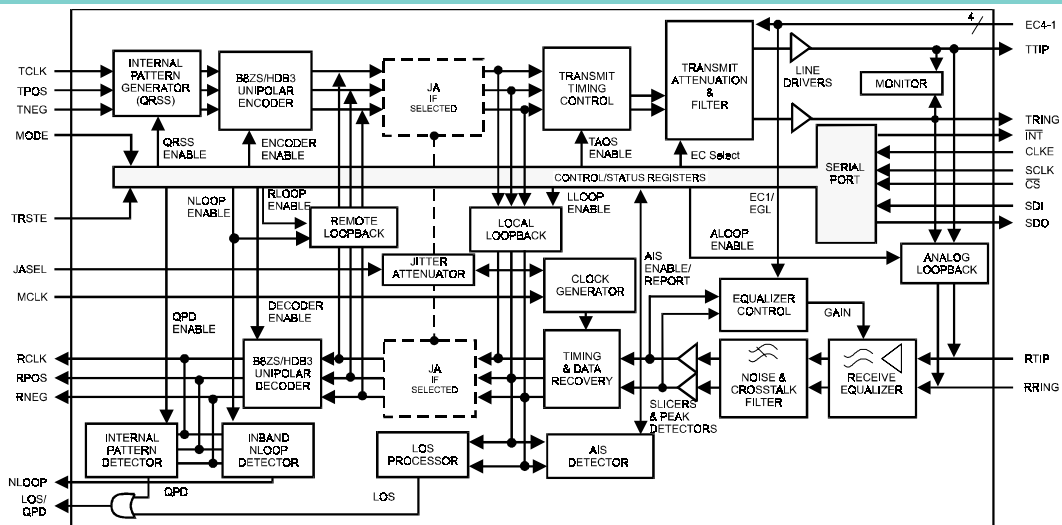 4
EC4-1
TCLK
TPOS
TNEG
MODE
TRSTE
JASEL
MCLK
RCLK
RPOS
RNEG
NLOOP
LOS/
QPD
INTERNAL
PATTERN
GENERATOR
(QRSS)
B8ZS/HDB3
UNIPOLAR
ENCODER
JA
IF
SELECTED
TRANSMIT
TIMING
CONTROL
TRANSMIT
ATTENUATION
&
FILTER
LINE
DRIVERS
MONITOR
TTIP
TRING
INT
CLKE
SCLK
CS
SDI
SDO
QRSS
ENABLE
ENCODER
ENABLE
TAOS
ENABLE
EC Select
CONTROL/STATUS REGISTERS
SERIAL
PORT
NLOOP
ENABLE
RLOOP
ENABLE
REMOTE
LOOPBACK
LOCAL
LOOPBACK
LLOOP
ENABLE
EC1/
EGL
ALOOP
ENABLE
ANALOG
LOOPBACK
JITTER
ATTENUATOR
CLOCK
GENERATOR
AIS
ENABLE/
REPORT
EQUALIZER
CONTROL
GAIN
QPD
ENABLE
DECODER
ENABLE
B8ZS/HDB3
UNIPOLAR
DECODER
JA
IF
SELECTED
TIMING
& DATA
RECOVERY
SLICERS
& PEAK
DETECTORS
NOISE &
CROSSTALK
FILTER
RECEIVE
EQUALIZER
RTIP
RRING
INTERNAL
PATTERN
DETECTOR
INBAND
NLOOP
DETECTOR
LOS
PROCESSOR
AIS
DETECTOR
QPD
LOS